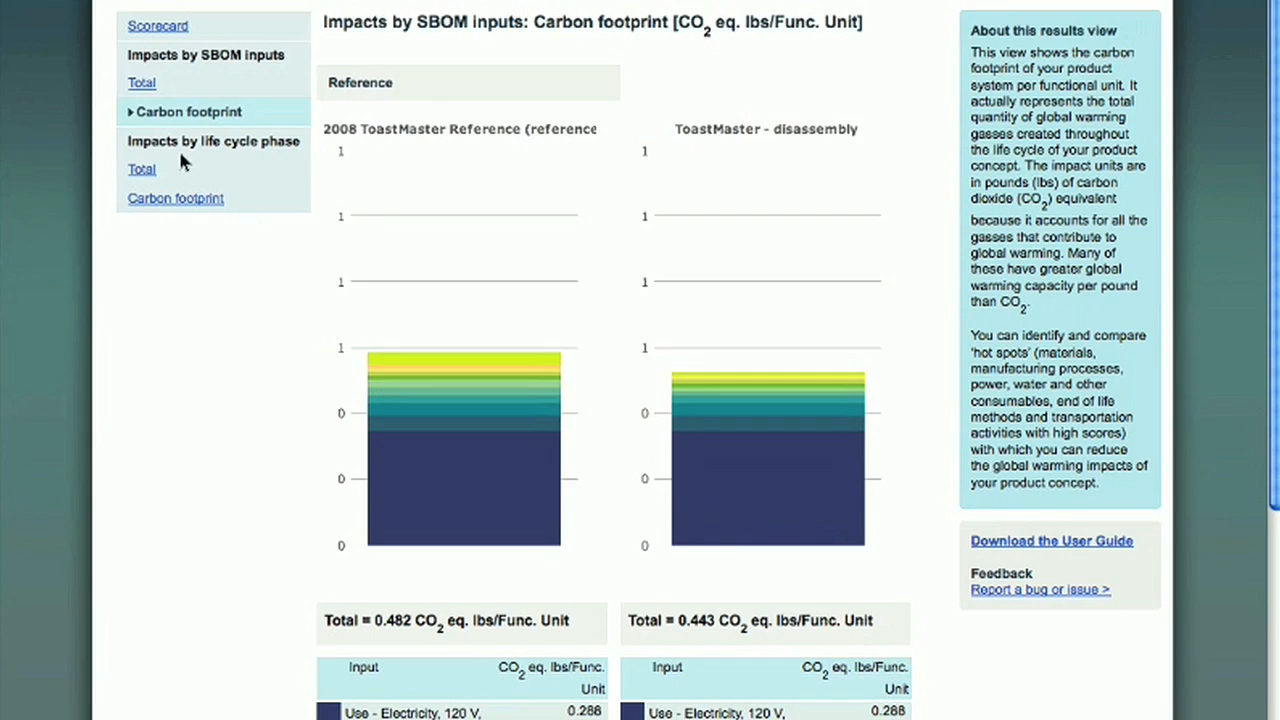 Scorecard
Impacts by SBOM inputs
Total
Carbon footprint
Impacts by life cycle phase
Total
Carbon footprint
Impacts by SBOM inputs: Carbon footprint [CO2 eq. lbs/Func. Unit]
Reference
2008 ToastMaster Reference (reference
1
1
1
1
0
0
0
ToastMaster - disassembly
1
1
1
1
0
0
0
Total = 0.482 CO2 eq. lbs/Func. Unit
Total = 0.443 CO2 eq. lbs/Func. Unit
Input CO2 eq. lbs/Func.
Unit
Use - Electricity, 120 V, 0.288
Input CO2 eq. lbs/Func.
Unit
Use - Electricity, 120 V, 0.288
About this results view
This view shows the carbon
footprint of your product
system per functional unit. It
actually represents the total
quantity of global warming
gasses created throughout
the life cycle of your product
concept. The impact units are
in pounds (lbs) of carbon
dioxide (CO2) equivalent
because it accounts for all the
gasses that contribute to
global warming. Many of
these have greater global
warming capacity per pound
than CO2.
You can identify and compare
'hot spots' (materials,
manufacturing processes,
power, water and other
consumables, end of life
methods and transportation
activities with high scores)
with which you can reduce
the global warming impacts of
your product concept.
Download the User Guide
Feedback
Report a bug or issue >